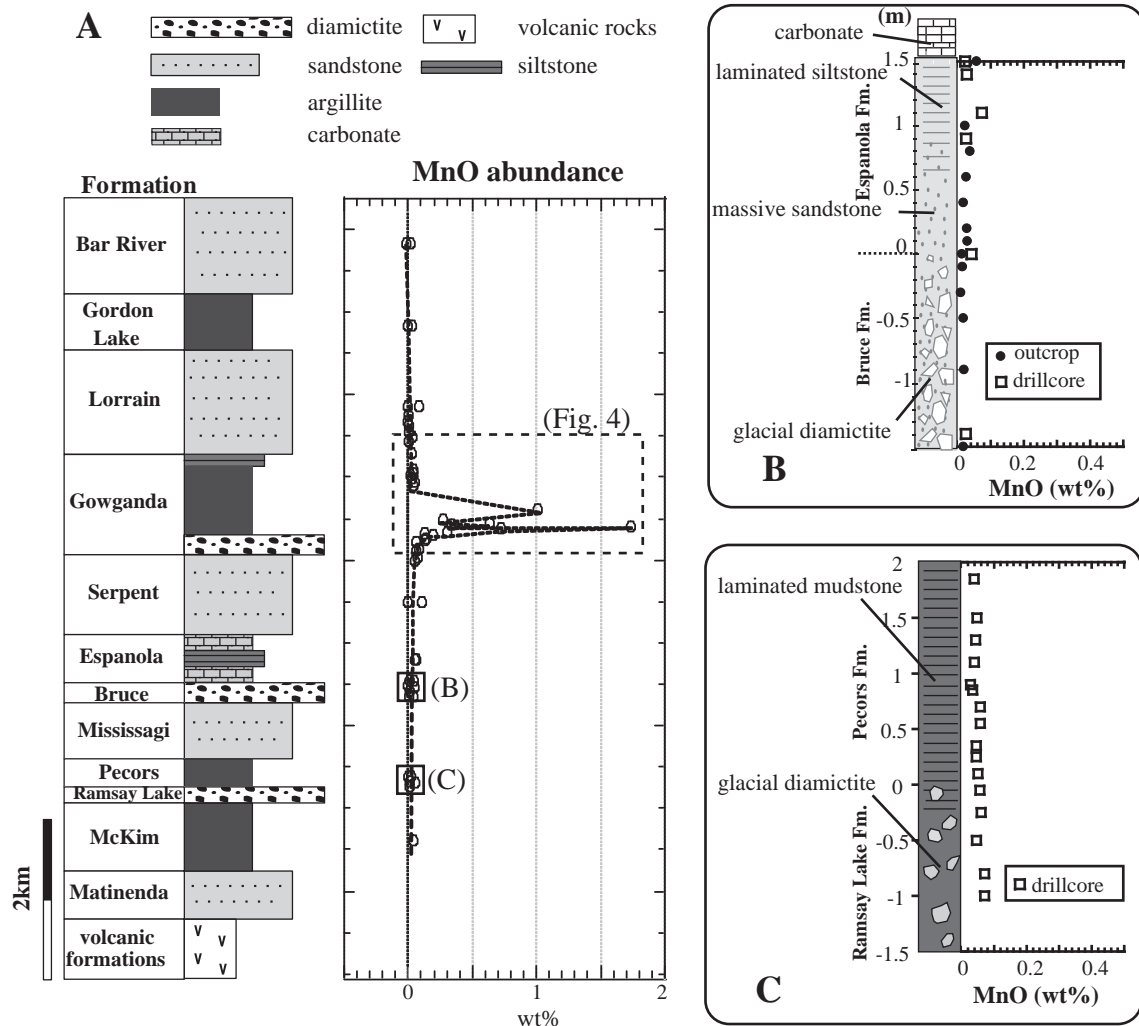 A
diamictite
volcanic rocks
sandstone
siltstone
argillite
carbonate
Formation
MnO abundance
Bar River
Gordon
Lake
Lorrain
(Fig. 4)
Gowganda
Serpent
Espanola
Bruce
(B)
Mississagi
Pecors
(C)
Ramsay Lake
McKim
Matinenda
volcanic
formations
2km
0
1
2
wt%
B
(m)
carbonate
1.5
laminated siltstone
1
Espanola Fm.
0.5
massive sandstone
0
-0.5
Bruce Fm.
outcrop
drillcore
-1
glacial diamictite
0
0.2
0.4
MnO (wt%)
C
2
laminated mudstone
1.5
1
Pecors Fm.
0.5
glacial diamictite
0
-0.5
Ramsay Lake Fm.
drillcore
-1
-1.5
0
0.2
0.4
MnO (wt%)